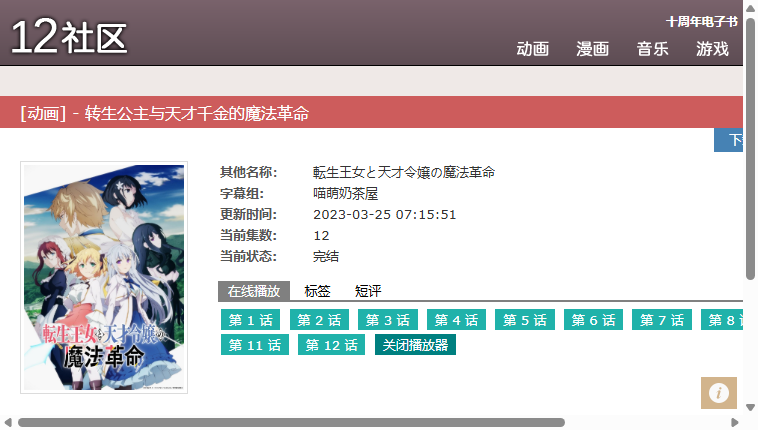 12社区
十周年电子书
动画 漫画 音乐 游戏
[动画] - 转生公主与天才千金的魔法革命
其他名称: 転生王女と天才令嬢の魔法革命
字幕组: 喵萌奶茶屋
更新时间: 2023-03-25 07:15:51
当前集数: 12
当前状态: 完结
在线播放 标签 短评
第 1 话 第 2 话 第 3 话 第 4 话 第 5 话 第 6 话 第 7 话 第 8
第 11 话 第 12 话 关闭播放器
転生王女と天才令嬢の
魔法革命